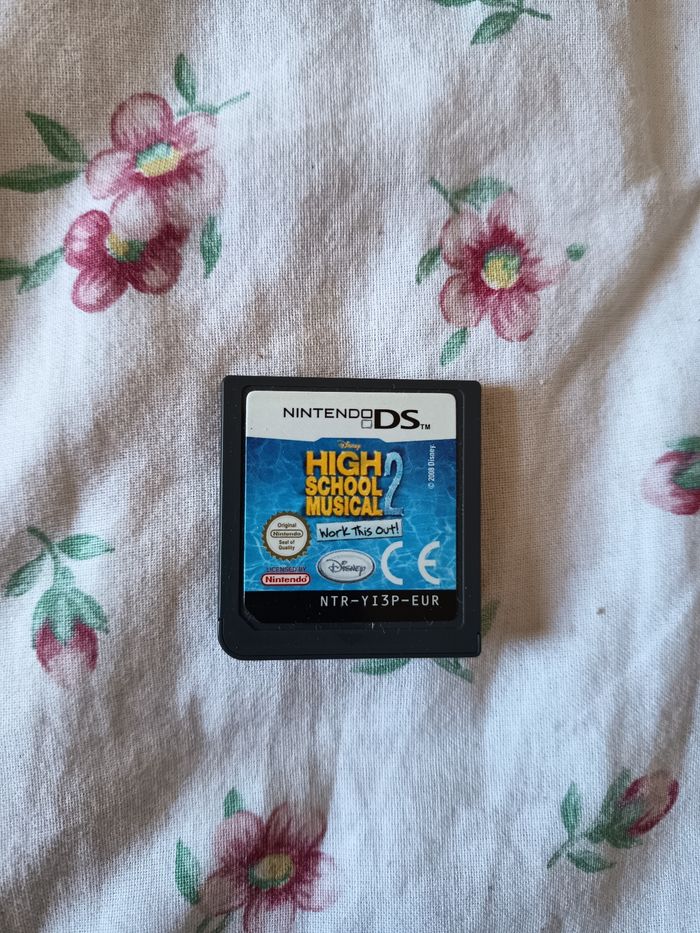 NINTENDO DS™
Disney
HIGH
SCHOOL
MUSICAL 2
Work This Out!
© 2008 Disney.
Original
Nintendo
Seal of
Quality
LICENSED BY
Nintendo
Disney
CE
NTR-YI3P-EUR